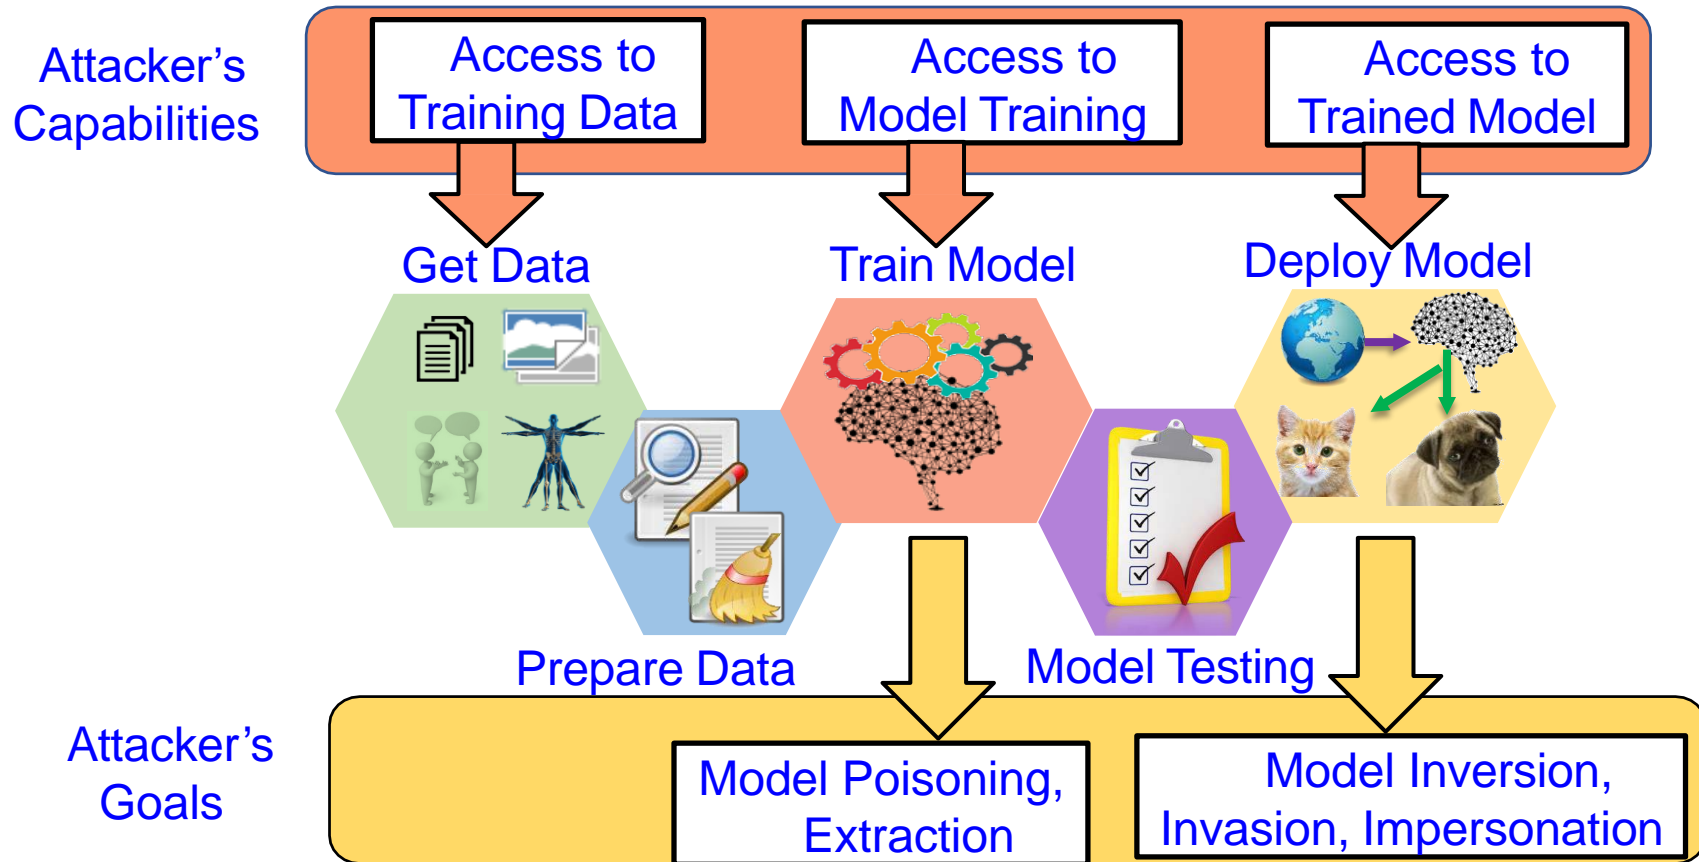 Attacker's
Capabilities
Access to
Training Data
Access to
Model Training
Access to
Trained Model
Get Data
Train Model
Deploy Model
Prepare Data
Model Testing
Attacker's
Goals
Model Poisoning,
Extraction
Model Inversion,
Invasion, Impersonation